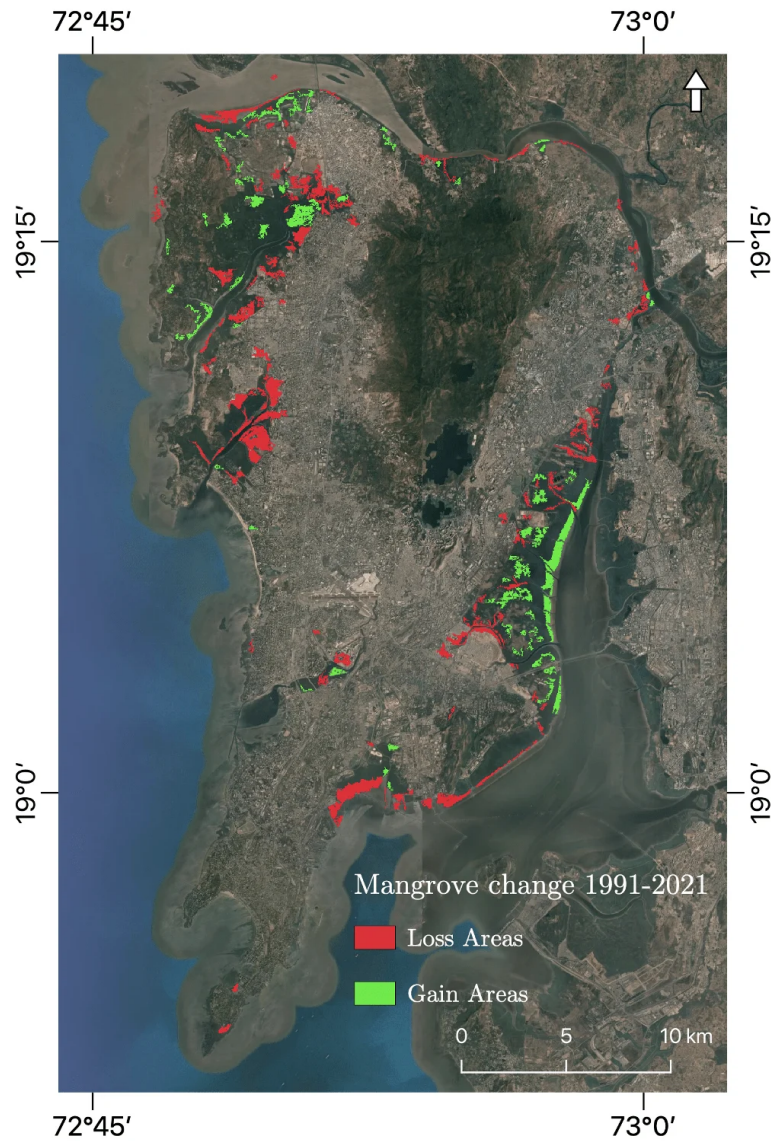 72°45′ 73°0′
19°15′ 19°15′
19°0′ 19°0′
Mangrove change 1991-2021
Loss Areas
Gain Areas
0 5 10 km
72°45′ 73°0′